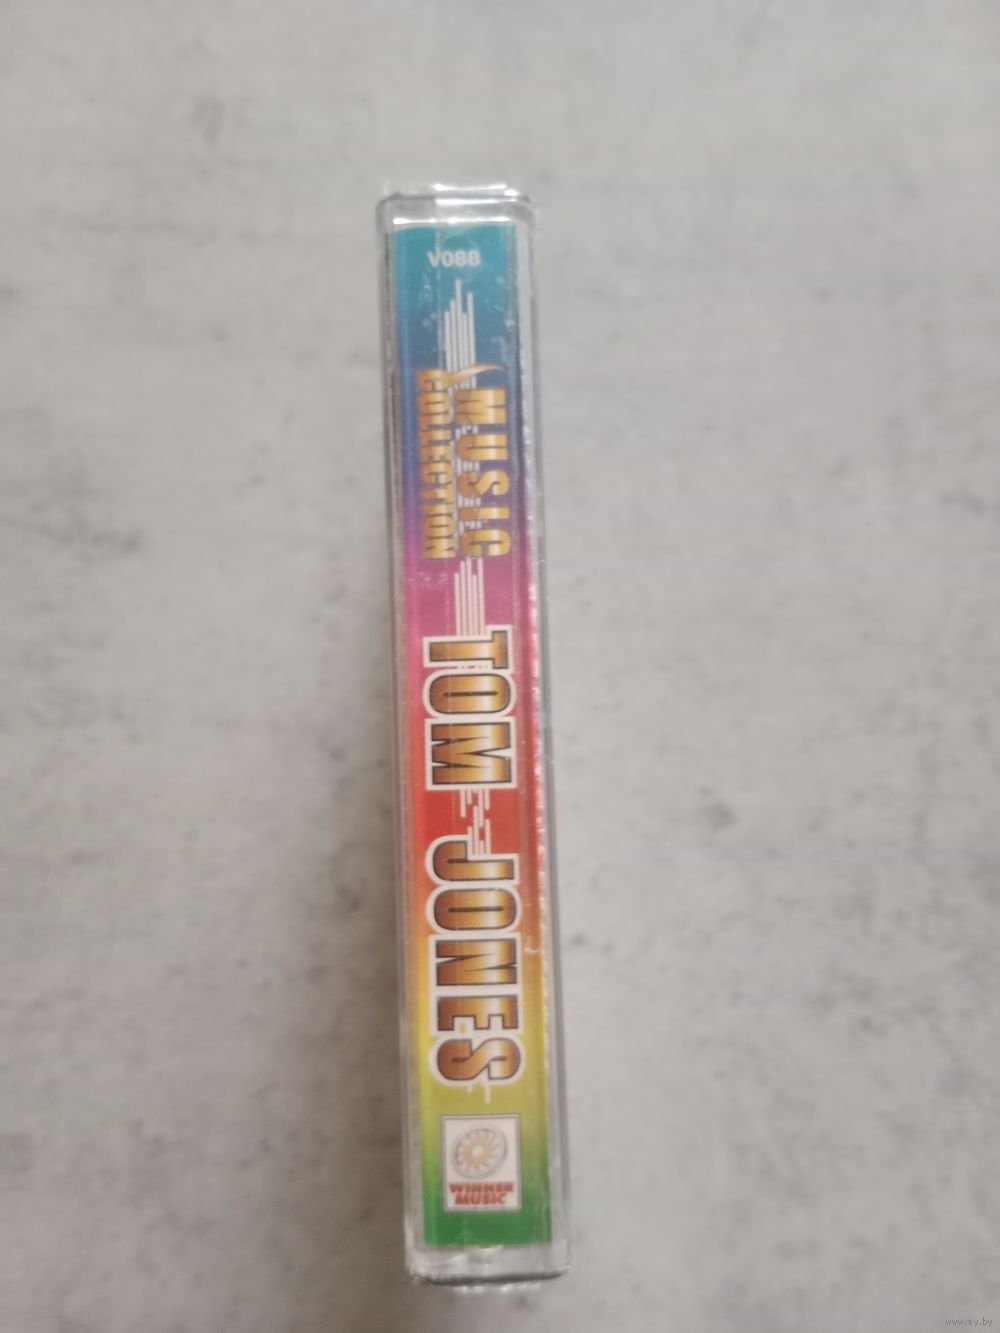 V088
MUSIC
COLLECTION
TOM JONES
WINNER
MUSIC
www.ay.by